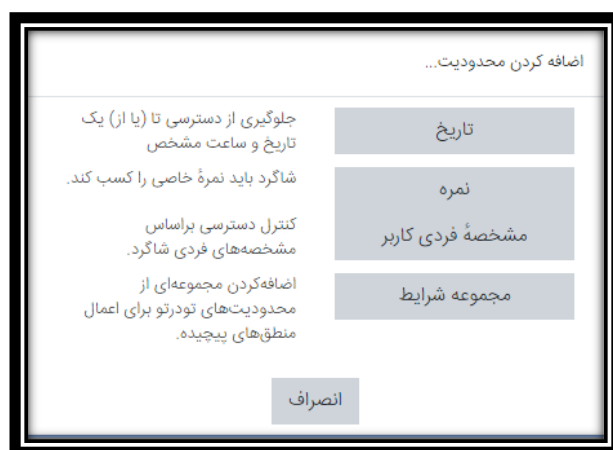 اضافه کردن محدودیت...
تاریخ
جلوگیری از دسترسی تا (یا از) یک
تاریخ و ساعت مشخص
نمره
شاگرد باید نمرهٔ خاصی را کسب کند.
مشخصهٔ فردی کاربر
کنترل دسترسی براساس
مشخصه‌های فردی شاگرد.
مجموعه شرایط
اضافه‌کردن مجموعه‌ای از
محدودیت‌های تودرتو برای اعمال
منطق‌های پیچیده.
انصراف